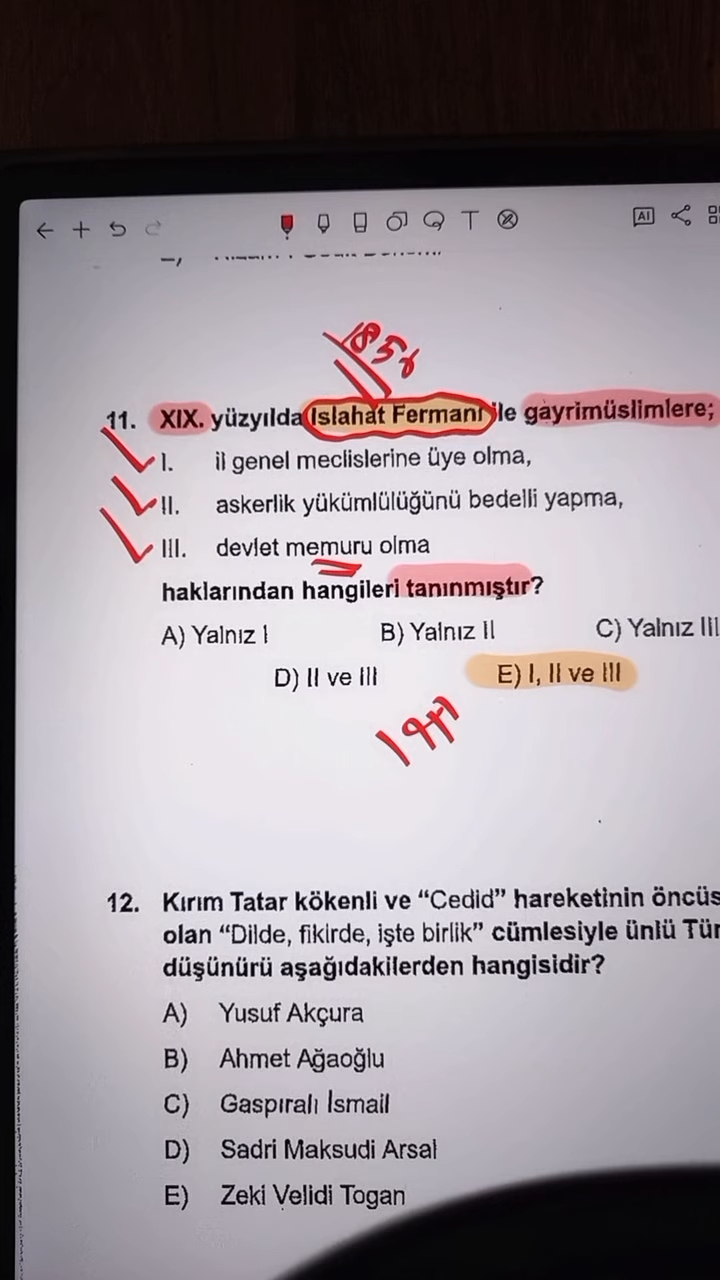 T
AI
1856
11. XIX. yüzyılda Islahat Fermanı ile gayrimüslimlere;
I. il genel meclislerine üye olma,
II. askerlik yükümlülüğünü bedelli yapma,
III. devlet memuru olma
haklarından hangileri tanınmıştır?
A) Yalnız I B) Yalnız II C) Yalnız III
D) II ve III E) I, II ve III
12. Kırım Tatar kökenli ve “Cedid” hareketinin öncüs
olan “Dilde, fikirde, işte birlik” cümlesiyle ünlü Tür
düşünürü aşağıdakilerden hangisidir?
A) Yusuf Akçura
B) Ahmet Ağaoğlu
C) Gaspıralı İsmail
D) Sadri Maksudi Arsal
E) Zeki Velidi Togan